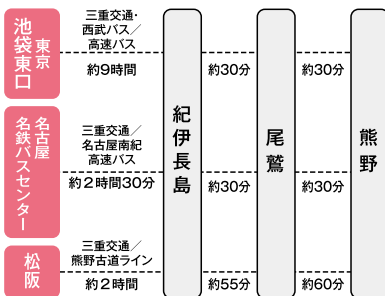 東京
池袋東口
三重交通・
西武バス／
高速バス
約9時間
約30分
約30分
名古屋
名鉄バスセンター
三重交通／
名古屋南紀
高速バス
約2時間30分
約30分
約30分
松阪
三重交通／
熊野古道ライン
約2時間
約55分
約60分
紀伊長島
尾鷲
熊野